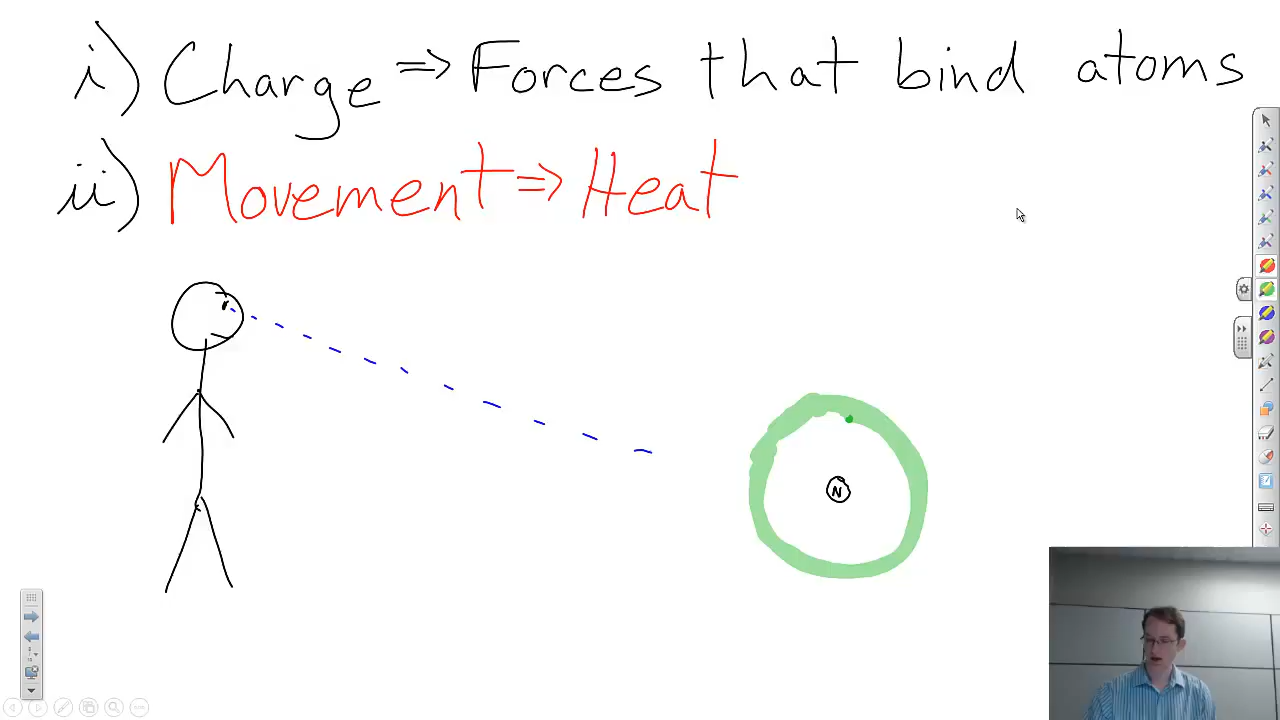 i) Charge ⇒ Forces that bind atoms
ii) Movement ⇒ Heat
N